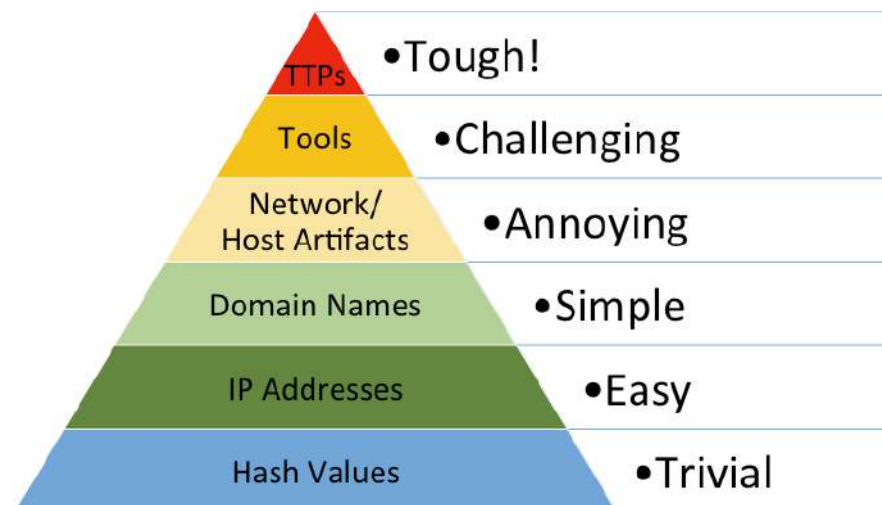 TTPs
•Tough!
Tools
•Challenging
Network/
Host Artifacts
•Annoying
Domain Names
•Simple
IP Addresses
•Easy
Hash Values
•Trivial